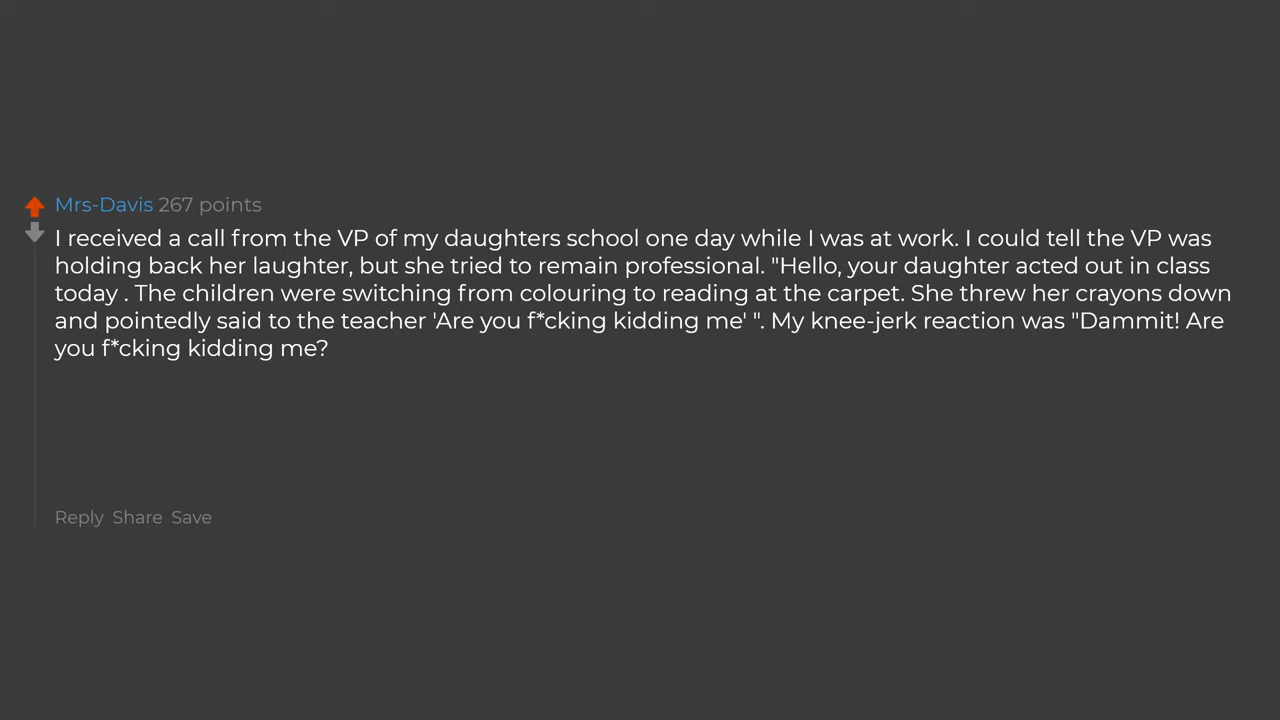 Mrs-Davis 267 points
I received a call from the VP of my daughters school one day while I was at work. I could tell the VP was
holding back her laughter, but she tried to remain professional. "Hello, your daughter acted out in class
today . The children were switching from colouring to reading at the carpet. She threw her crayons down
and pointedly said to the teacher 'Are you f*cking kidding me' ". My knee-jerk reaction was "Dammit! Are
you f*cking kidding me?
Reply Share Save